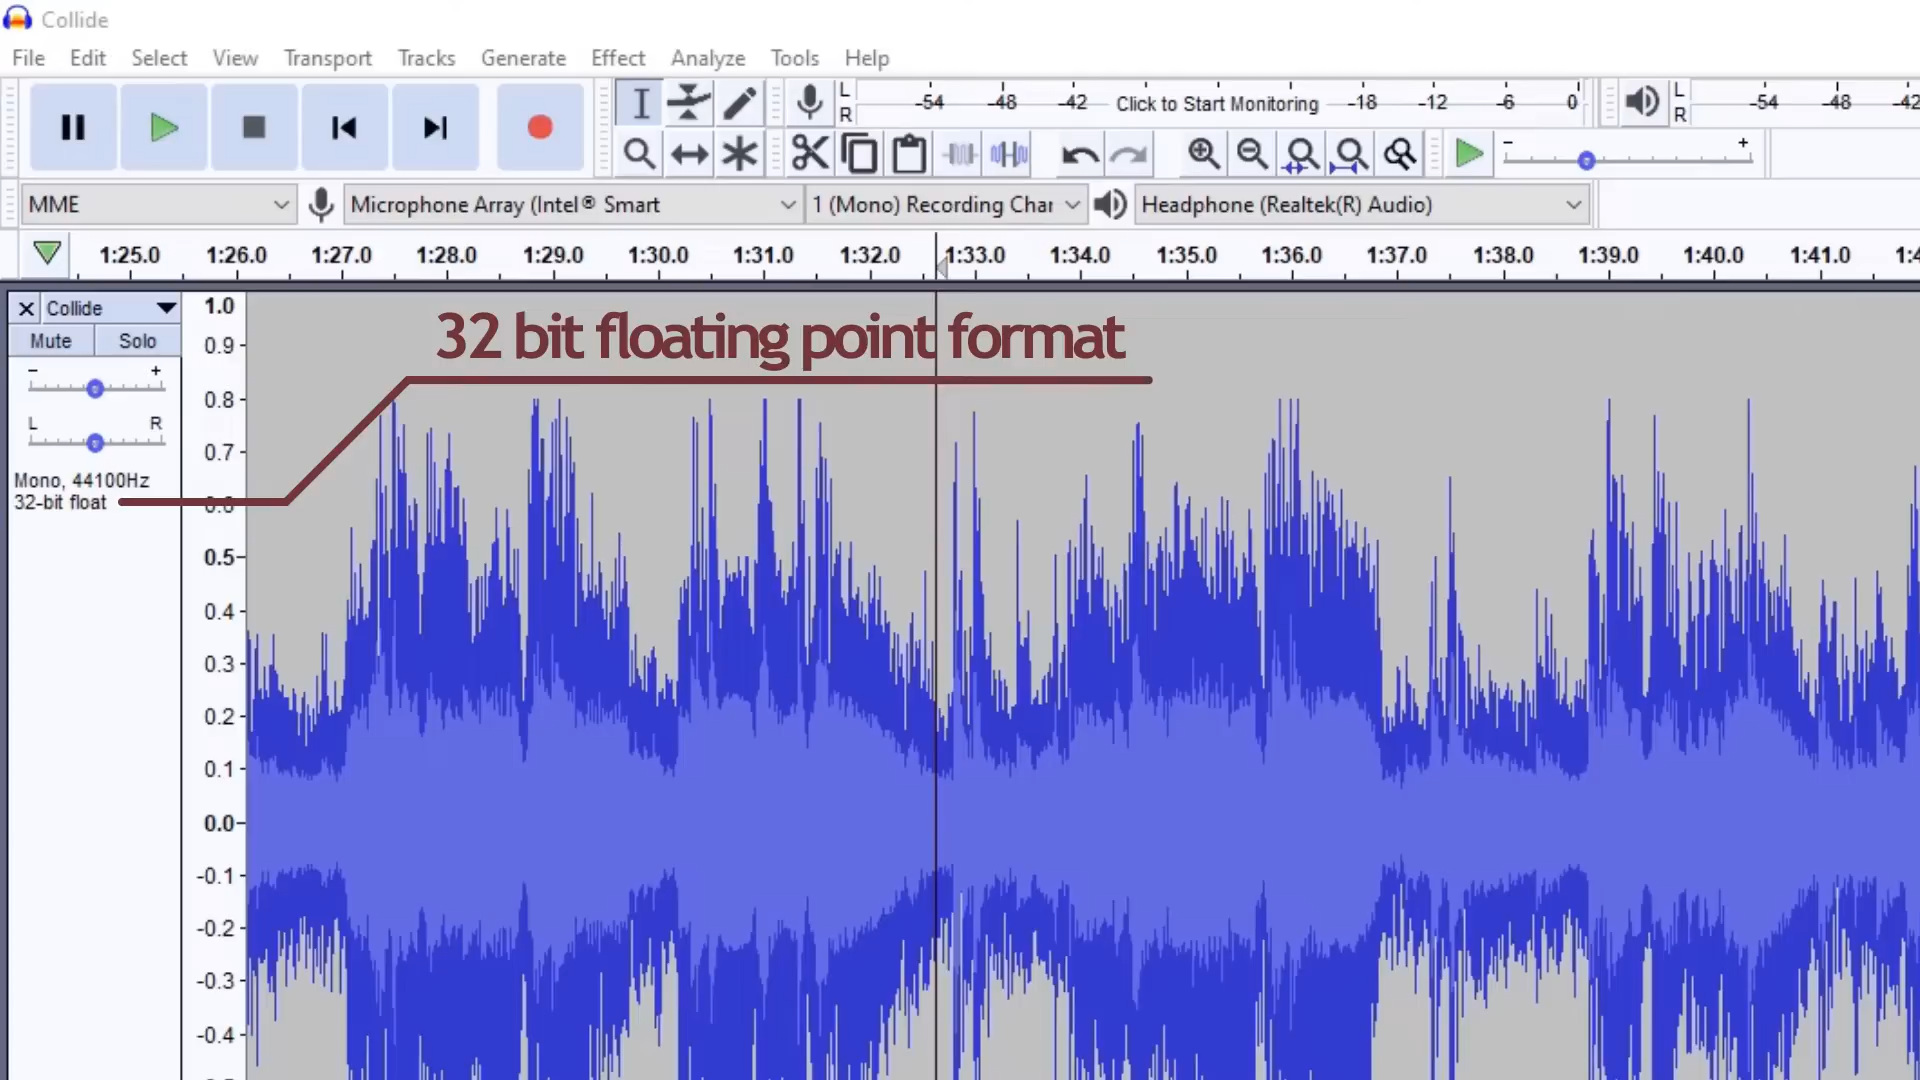 Collide
File Edit Select View Transport Tracks Generate Effect Analyze Tools Help
L
R
-54 -48 -42 Click to Start Monitoring -18 -12 -6 0
L
R
-54 -48 -42
- +
MME
Microphone Array (Intel® Smart
1 (Mono) Recording Char
Headphone (Realtek(R) Audio)
1:25.0 1:26.0 1:27.0 1:28.0 1:29.0 1:30.0 1:31.0 1:32.0 1:33.0 1:34.0 1:35.0 1:36.0 1:37.0 1:38.0 1:39.0 1:40.0 1:41.0 1:4
Collide
Mute Solo
- +
L R
Mono, 44100Hz
32-bit float
32 bit floating point format
1.0
0.9
0.8
0.7
0.6
0.5
0.4
0.3
0.2
0.1
0.0
-0.1
-0.2
-0.3
-0.4